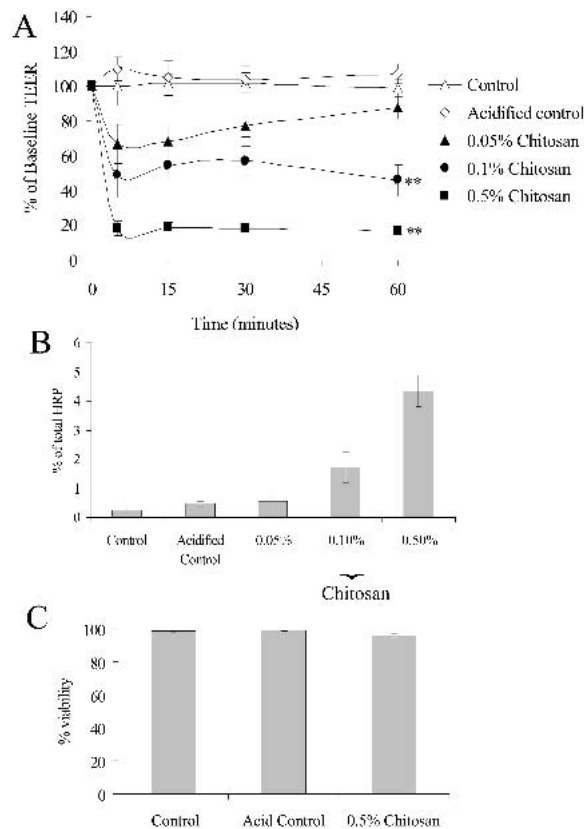 A
140
120
100
80
60
40
20
0
% of Baseline TEER
0 15 30 45 60
Time (minutes)
Control
Acidified control
0.05% Chitosan
0.1% Chitosan
0.5% Chitosan
**
**
B
6
5
4
3
2
1
0
% of total HRP
Control Acidified Control 0.05% 0.10% 0.50%
Chitosan
C
100
80
60
40
20
0
% viability
Control Acid Control 0.5% Chitosan